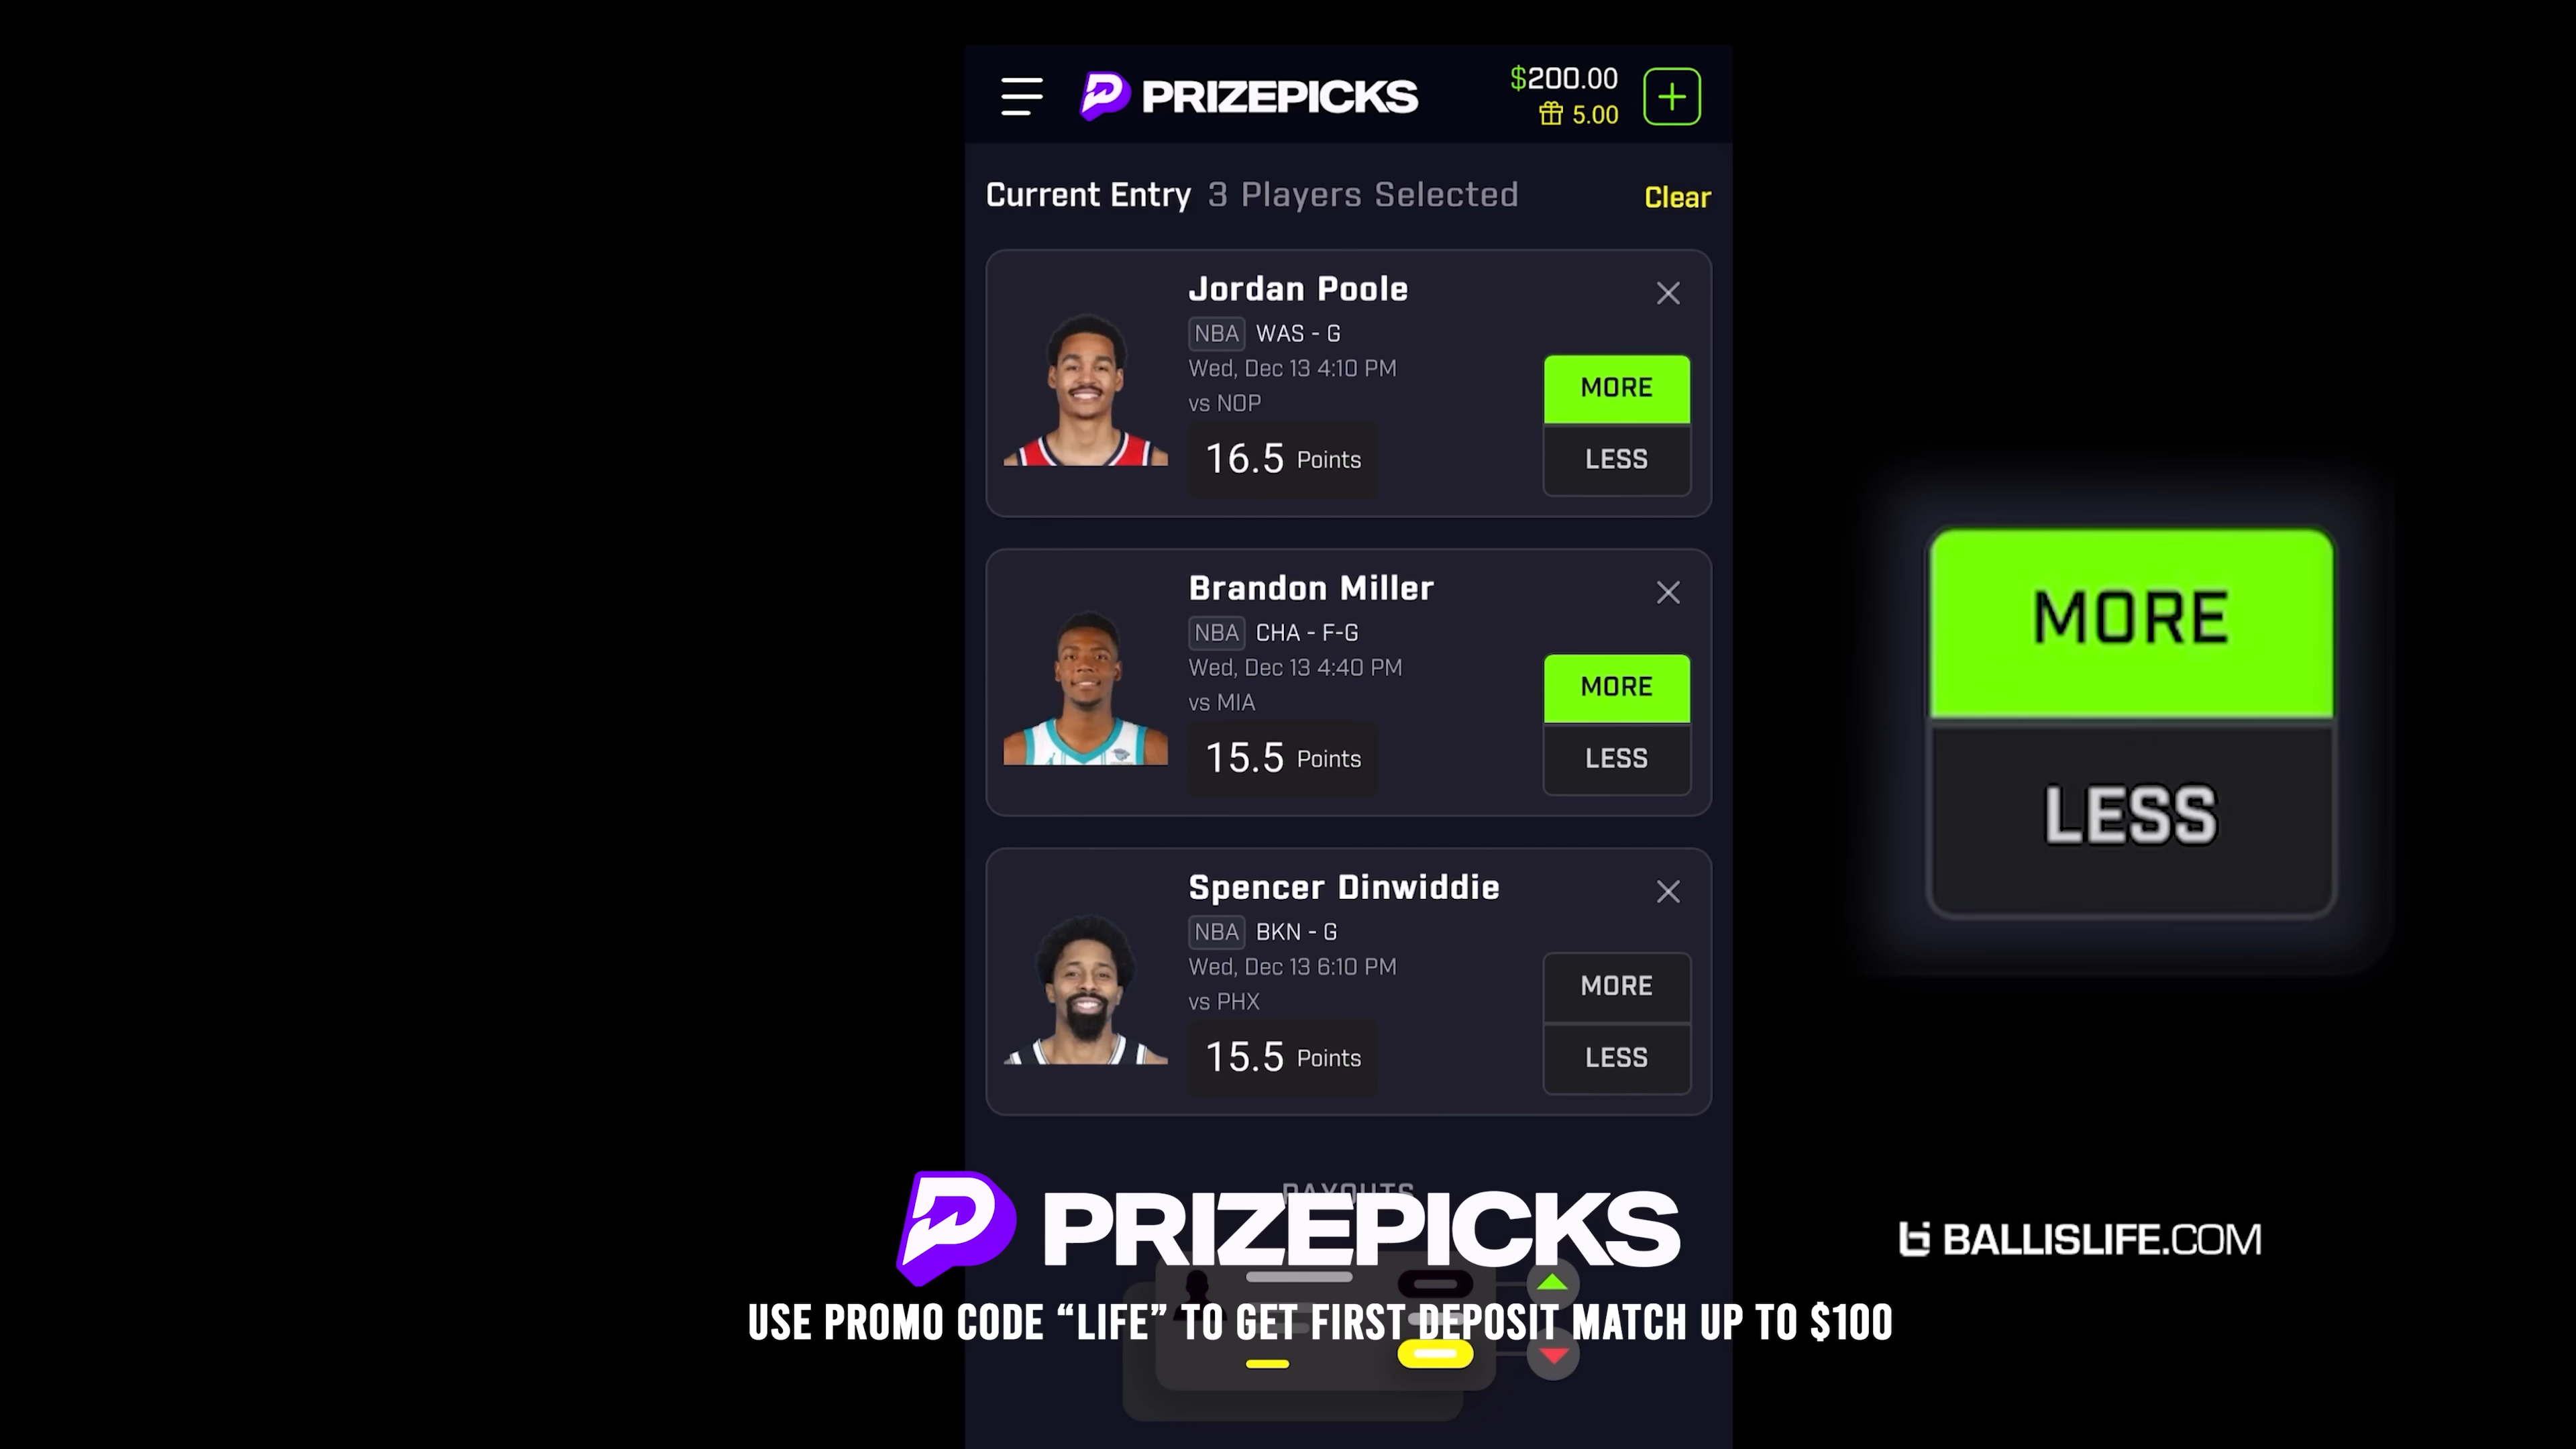 PRIZEPICKS
$200.00
5.00
Current Entry 3 Players Selected
Clear
Jordan Poole
NBA WAS - G
Wed, Dec 13 4:10 PM
vs NOP
16.5 Points
MORE
LESS
Brandon Miller
NBA CHA - F-G
Wed, Dec 13 4:40 PM
vs MIA
15.5 Points
MORE
LESS
Spencer Dinwiddie
NBA BKN - G
Wed, Dec 13 6:10 PM
vs PHX
15.5 Points
MORE
LESS
MORE
LESS
PAYOUTS
PRIZEPICKS
USE PROMO CODE “LIFE” TO GET FIRST DEPOSIT MATCH UP TO $100
BALLISLIFE.COM